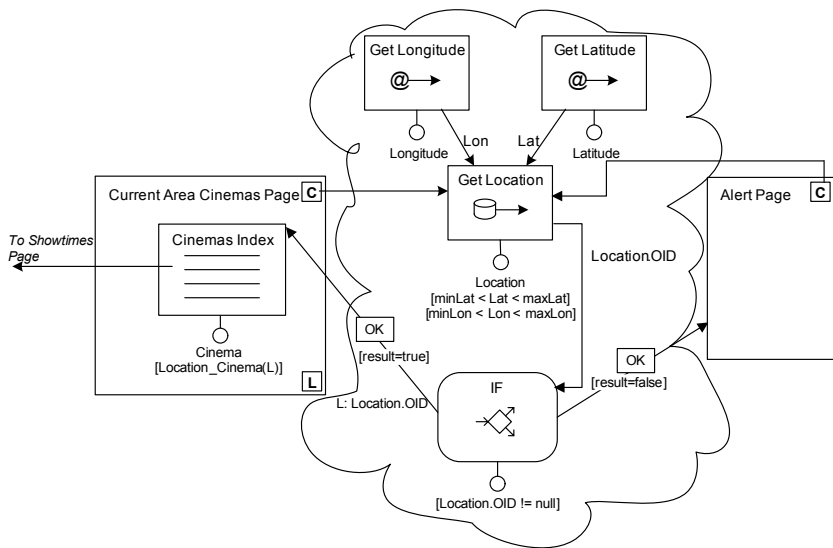 Get Longitude
@
Longitude
Get Latitude
@
Latitude
Lon
Lat
Get Location
Location
[minLat < Lat < maxLat]
[minLon < Lon < maxLon]
Location.OID
Current Area Cinemas Page
C
Cinemas Index
Cinema
[Location_Cinema(L)]
L
To Showtimes
Page
Alert Page
C
OK
[result=true]
L: Location.OID
OK
[result=false]
IF
[Location.OID != null]